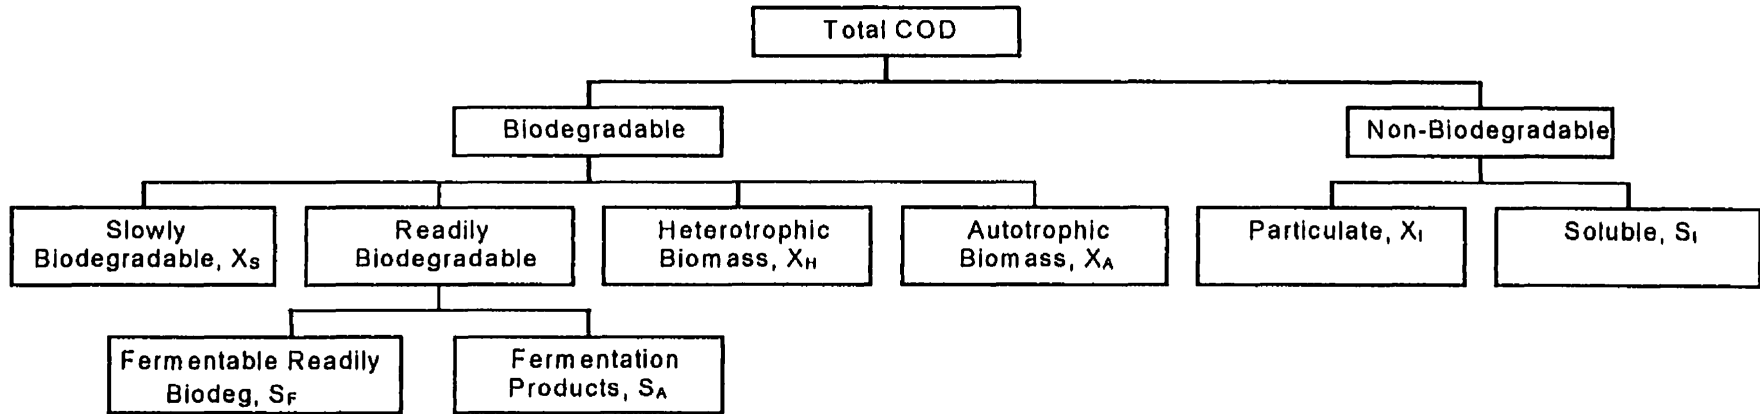 Total COD
Biodegradable
Non-Biodegradable
Slowly
Biodegradable, Xs
Readily
Biodegradable
Heterotrophic
Biomass, XH
Autotrophic
Biomass, XA
Particulate, XI
Soluble, SI
Fermentable Readily
Biodeg, SF
Fermentation
Products, SA